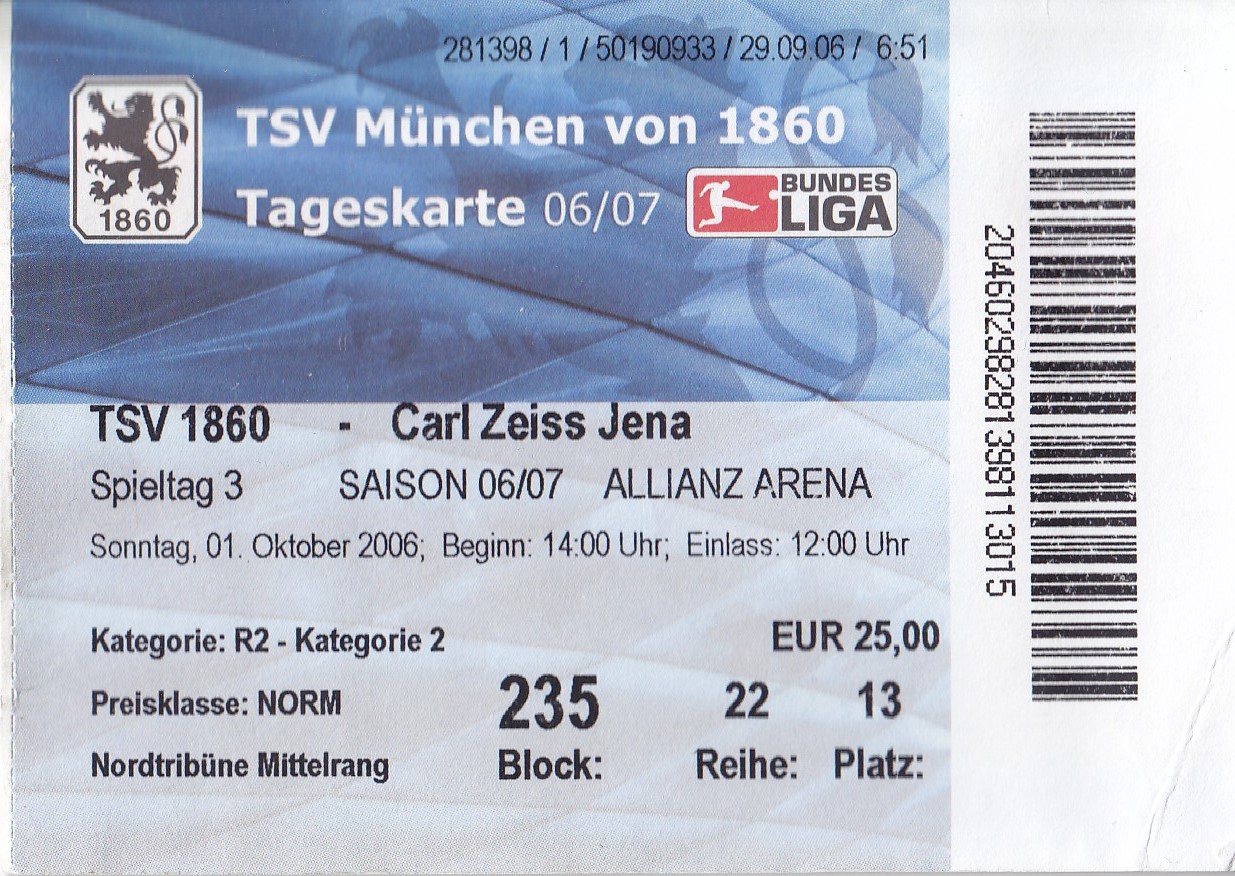 281398 / 1 / 50190933 / 29.09.06 / 6:51
1860
TSV München von 1860
Tageskarte 06/07
BUNDES
LIGA
TSV 1860 - Carl Zeiss Jena
Spieltag 3 SAISON 06/07 ALLIANZ ARENA
Sonntag, 01. Oktober 2006; Beginn: 14:00 Uhr; Einlass: 12:00 Uhr
Kategorie: R2 - Kategorie 2 EUR 25,00
Preisklasse: NORM 235 22 13
Nordtribüne Mittelrang Block: Reihe: Platz:
20460298281398113015